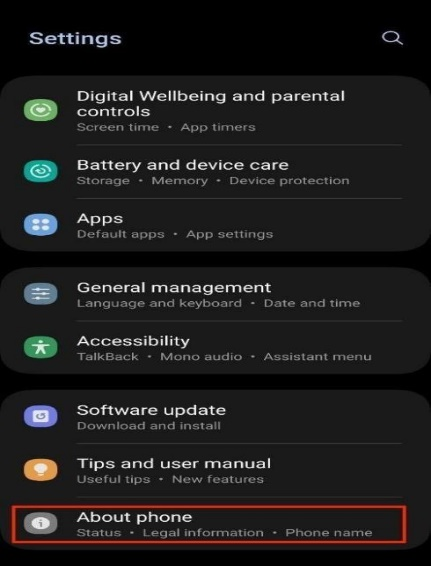 Settings
Digital Wellbeing and parental
controls
Screen time • App timers
Battery and device care
Storage • Memory • Device protection
Apps
Default apps • App settings
General management
Language and keyboard • Date and time
Accessibility
TalkBack • Mono audio • Assistant menu
Software update
Download and install
Tips and user manual
Useful tips • New features
About phone
Status • Legal information • Phone name